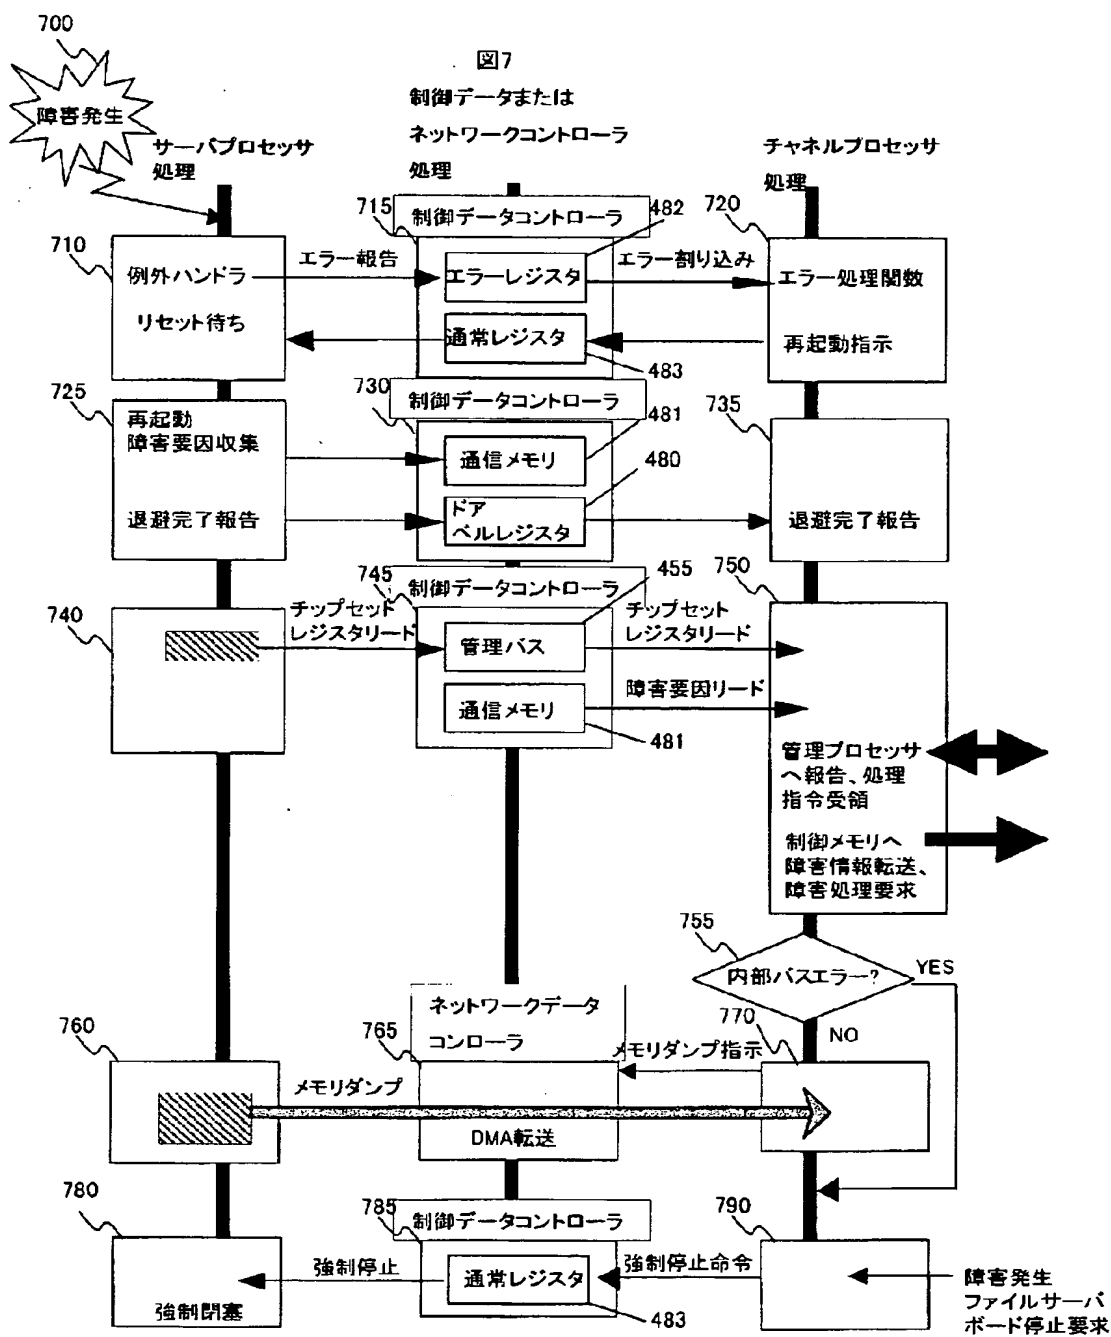 700
図7
障害発生
制御データまたは
ネットワークコントローラ
処理
サーバプロセッサ
処理
チャネルプロセッサ
処理
710
715
制御データコントローラ
482
720
例外ハンドラ
エラー報告
エラーレジスタ
エラー割り込み
エラー処理関数
リセット待ち
通常レジスタ
再起動指示
483
725
730
制御データコントローラ
481
735
再起動
障害要因収集
通信メモリ
480
退避完了報告
ドア
ベルレジスタ
退避完了報告
740
745
制御データコントローラ
455
750
チップセット
レジスタリード
管理バス
チップセット
レジスタリード
通信メモリ
障害要因リード
481
管理プロセッサ
へ報告、処理
指令受領
制御メモリへ
障害情報転送、
障害処理要求
755
内部バスエラー?
YES
NO
ネットワークデータ
コントローラ
760
765
メモリダンプ指示
770
メモリダンプ
DMA転送
780
785
制御データコントローラ
790
強制停止
通常レジスタ
強制停止命令
強制閉塞
483
障害発生
ファイルサーバ
ボード停止要求